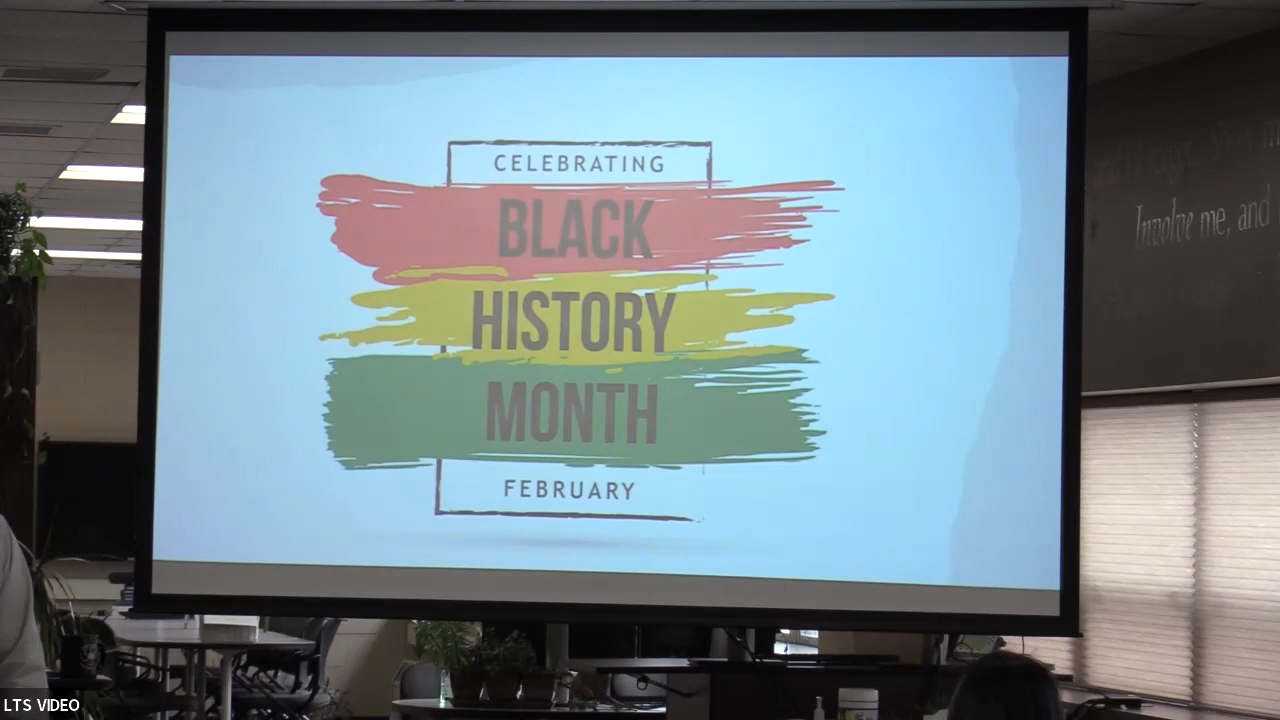 CELEBRATING
BLACK
HISTORY
MONTH
FEBRUARY
Involve me, and
LTS VIDEO